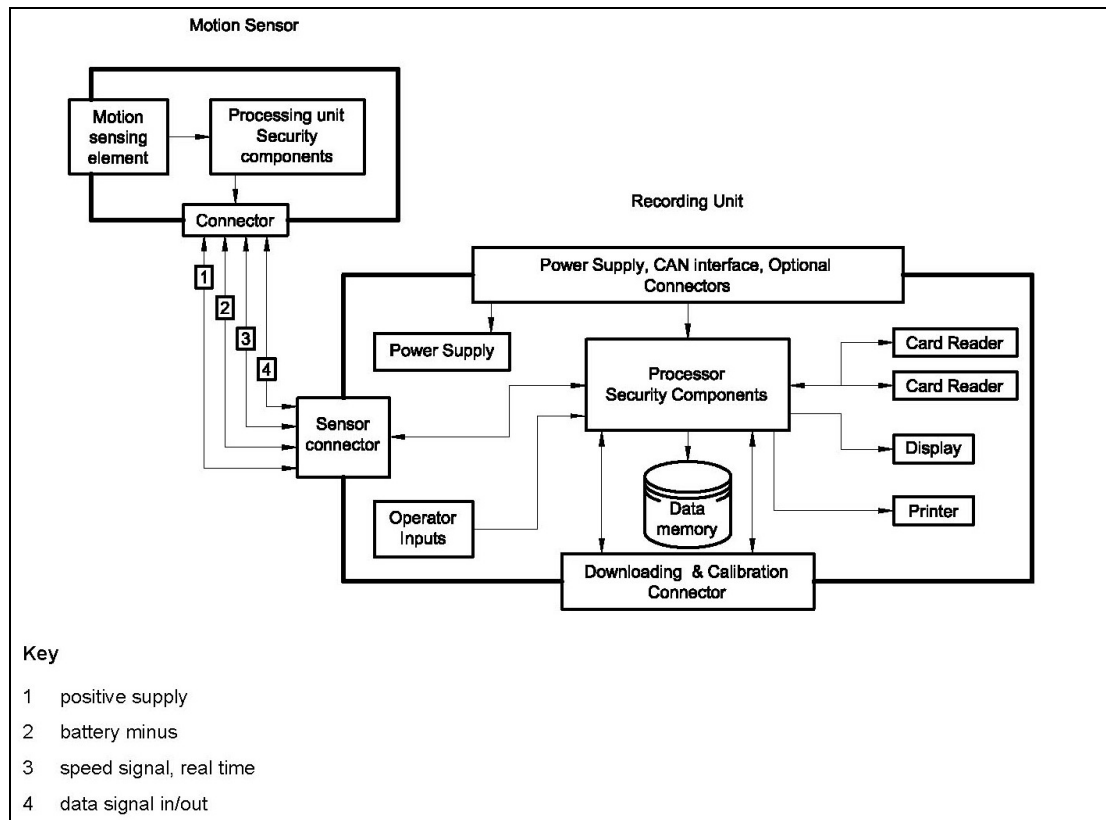 Motion Sensor
Motion
sensing
element
Processing unit
Security
components
Connector
1
2
3
4
Recording Unit
Power Supply, CAN interface, Optional
Connectors
Power Supply
Processor
Security Components
Card Reader
Card Reader
Sensor
connector
Display
Operator
Inputs
Data
memory
Printer
Downloading & Calibration
Connector
Key
1 positive supply
2 battery minus
3 speed signal, real time
4 data signal in/out